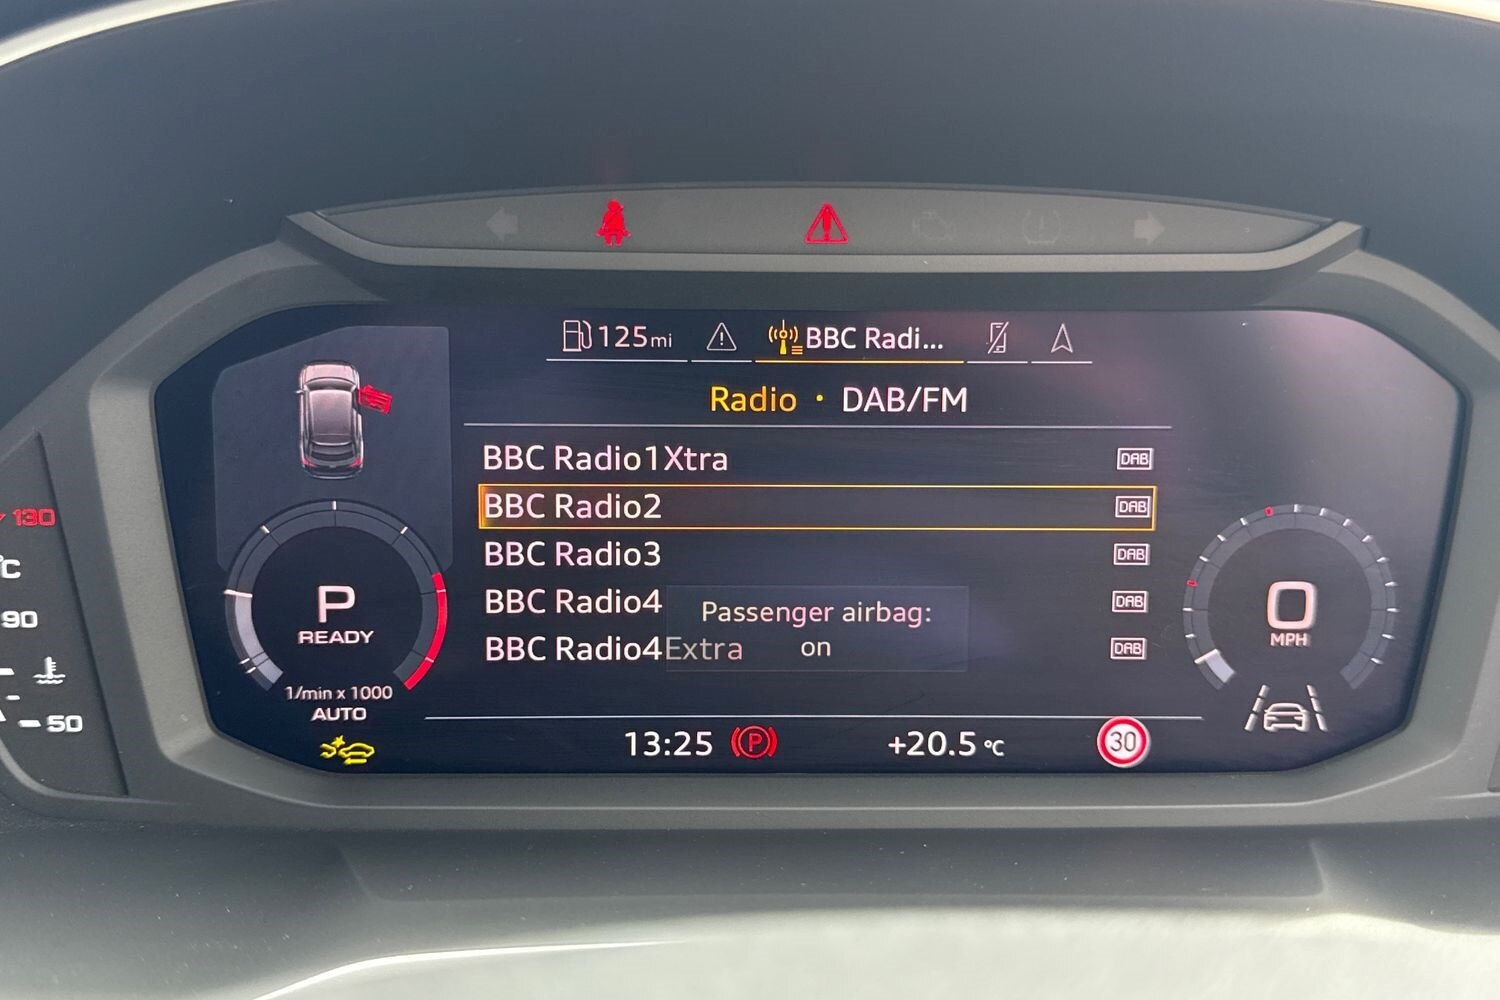 125mi BBC Radi...
Radio • DAB/FM
BBC Radio1Xtra DAB
BBC Radio2 DAB
BBC Radio3 DAB
BBC Radio4 DAB
BBC Radio4Extra DAB
Passenger airbag:
on
P
READY
1/min x 1000
AUTO
0
MPH
13:25 P +20.5 °C 30
130
°C
90
50